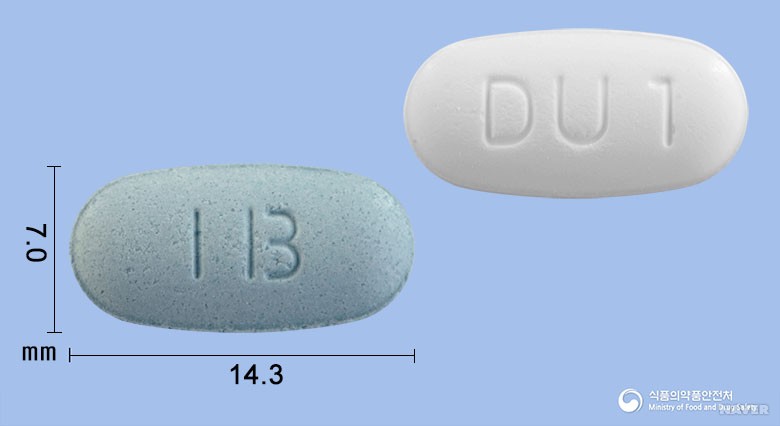 DU 1
I B
7.0
mm
14.3
식품의약품안전처
Ministry of Food and Drug Safety
NAVER